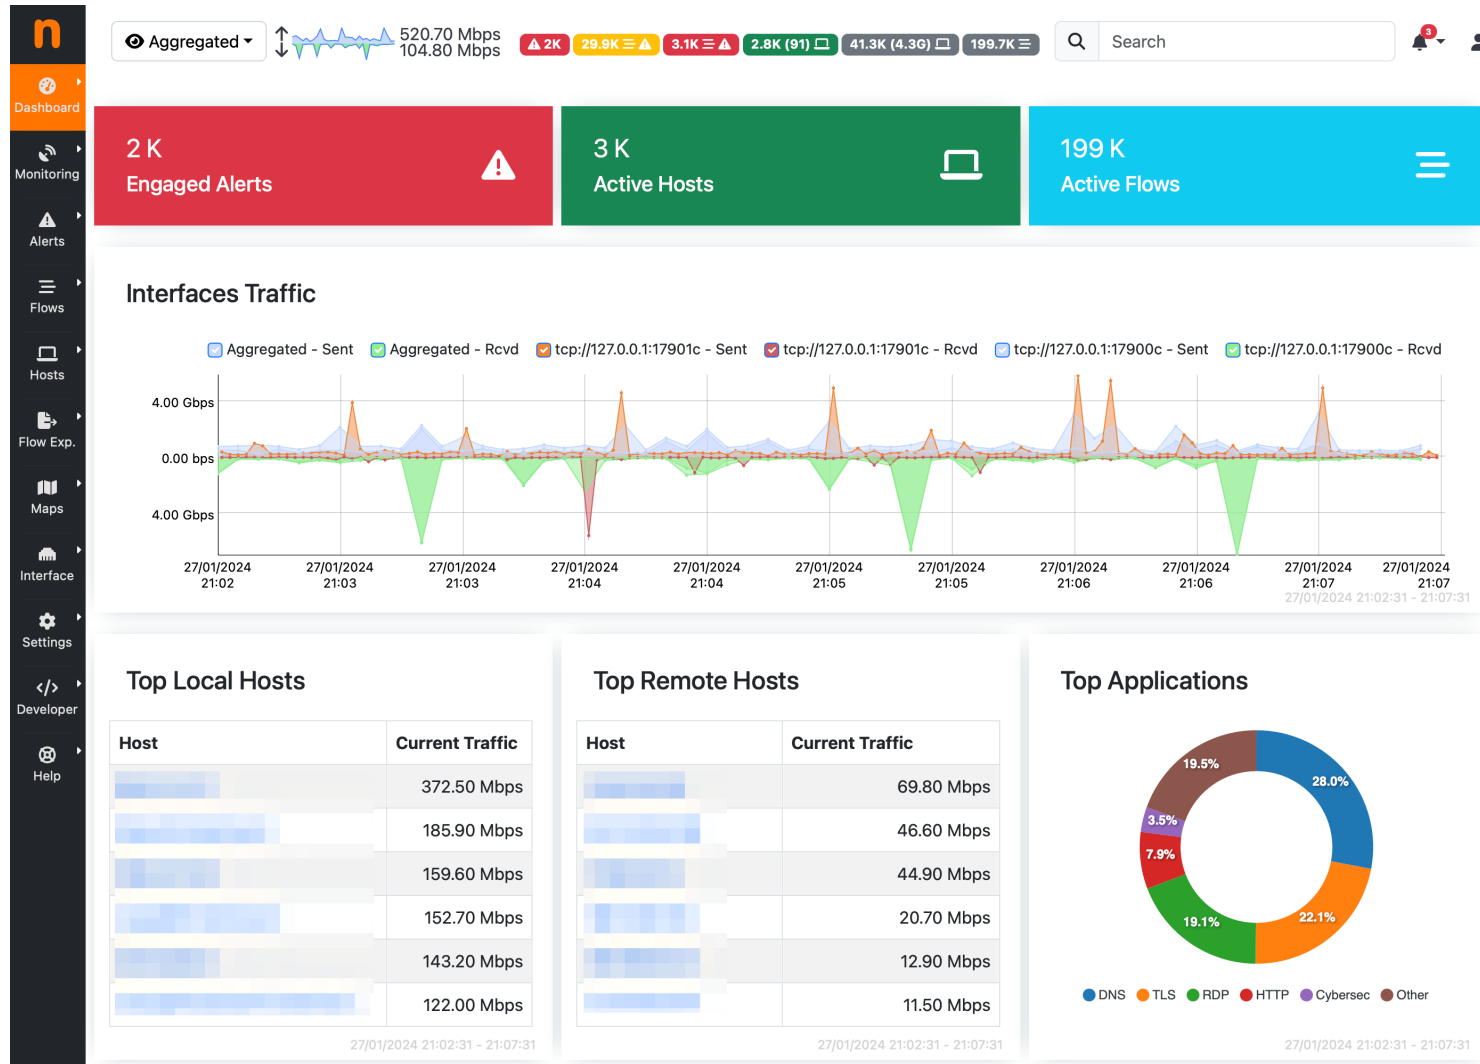 n
Aggregated
520.70 Mbps
104.80 Mbps
2K
29.9K
3.1K
2.8K (91)
41.3K (4.3G)
199.7K
Search
3
Dashboard
Monitoring
Alerts
Flows
Hosts
Flow Exp.
Maps
Interface
Settings
Developer
Help
2 K
Engaged Alerts
3 K
Active Hosts
199 K
Active Flows
Interfaces Traffic
Aggregated - Sent
Aggregated - Rcvd
tcp://127.0.0.1:17901c - Sent
tcp://127.0.0.1:17901c - Rcvd
tcp://127.0.0.1:17900c - Sent
tcp://127.0.0.1:17900c - Rcvd
4.00 Gbps
0.00 bps
4.00 Gbps
27/01/2024 21:02
27/01/2024 21:03
27/01/2024 21:03
27/01/2024 21:04
27/01/2024 21:04
27/01/2024 21:05
27/01/2024 21:05
27/01/2024 21:06
27/01/2024 21:06
27/01/2024 21:07
27/01/2024 21:07
27/01/2024 21:02:31 - 21:07:31
Top Local Hosts
Host Current Traffic
372.50 Mbps
185.90 Mbps
159.60 Mbps
152.70 Mbps
143.20 Mbps
122.00 Mbps
27/01/2024 21:02:31 - 21:07:31
Top Remote Hosts
Host Current Traffic
69.80 Mbps
46.60 Mbps
44.90 Mbps
20.70 Mbps
12.90 Mbps
11.50 Mbps
27/01/2024 21:02:31 - 21:07:31
Top Applications
19.5%
28.0%
3.5%
7.9%
19.1%
22.1%
DNS TLS RDP HTTP Cybersec Other
27/01/2024 21:02:31 - 21:07:31